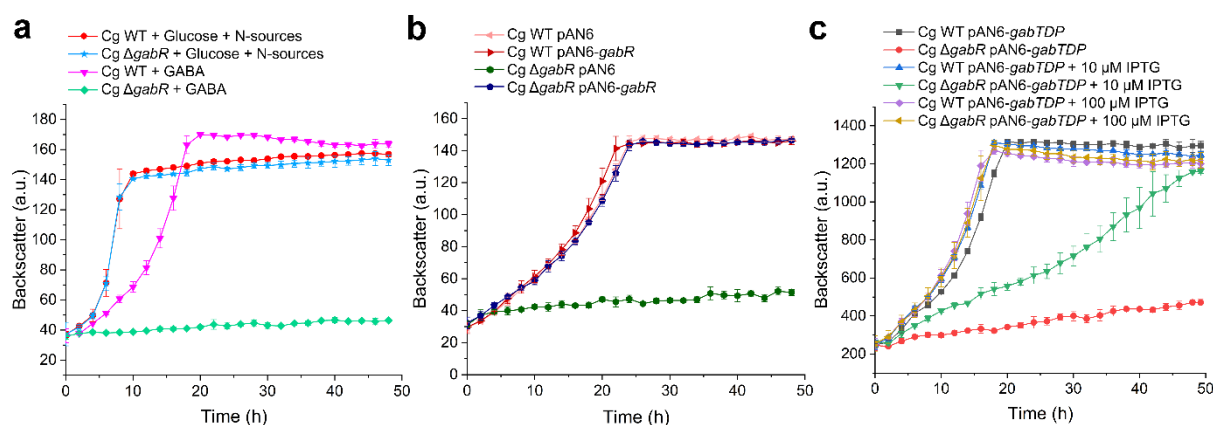 a
Cg WT + Glucose + N-sources
Cg ΔgabR + Glucose + N-sources
Cg WT + GABA
Cg ΔgabR + GABA
Backscatter (a.u.)
180
160
140
120
100
80
60
40
20
0
10
20
30
40
50
Time (h)
b
Cg WT pAN6
Cg WT pAN6-gabR
Cg ΔgabR pAN6
Cg ΔgabR pAN6-gabR
Backscatter (a.u.)
160
140
120
100
80
60
40
20
0
10
20
30
40
50
Time (h)
c
Cg WT pAN6-gabTDP
Cg ΔgabR pAN6-gabTDP
Cg WT pAN6-gabTDP + 10 µM IPTG
Cg ΔgabR pAN6-gabTDP + 10 µM IPTG
Cg WT pAN6-gabTDP + 100 µM IPTG
Cg ΔgabR pAN6-gabTDP + 100 µM IPTG
Backscatter (a.u.)
1400
1200
1000
800
600
400
200
0
10
20
30
40
50
Time (h)